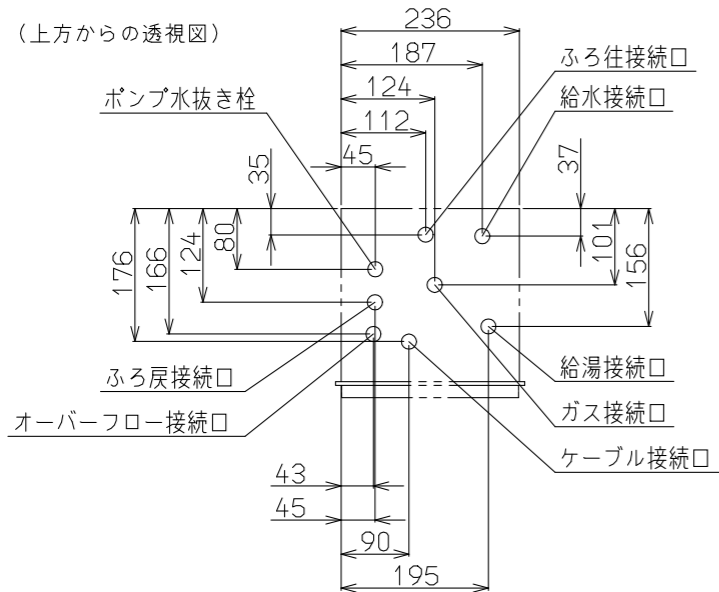 (上方からの透視図)
236
187
124
112
45
ふろ往接続口
給水接続口
ポンプ水抜き栓
35
37
176
166
124
80
101
156
ふろ戻接続口
オーバーフロー接続口
給湯接続口
ガス接続口
ケーブル接続口
43
45
90
195